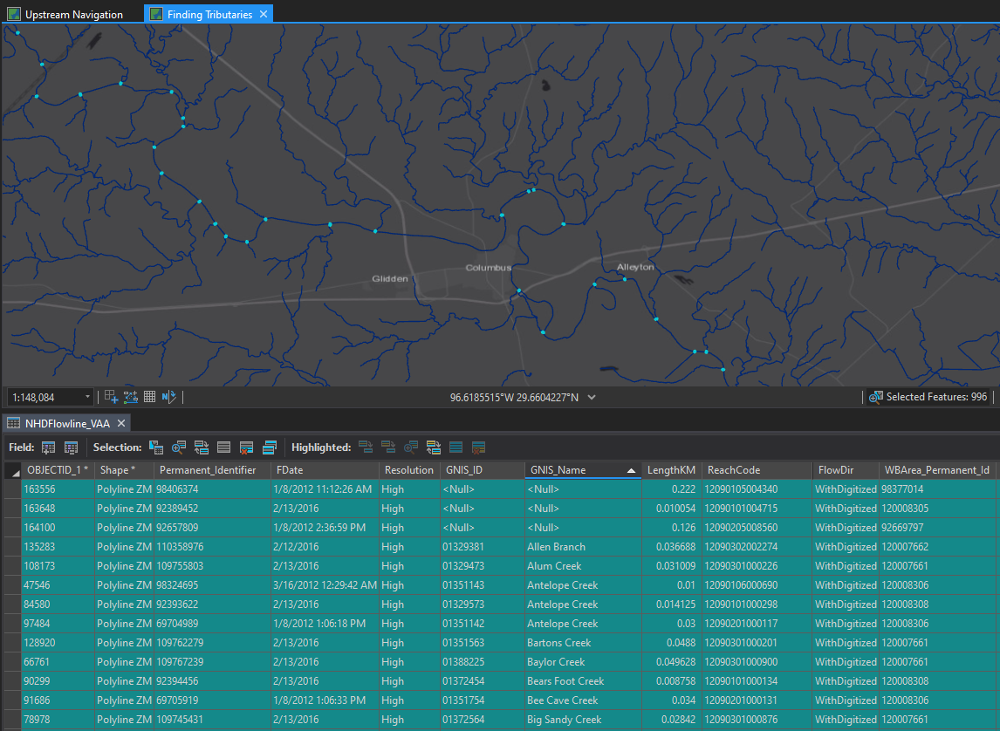 Upstream Navigation Finding Tributaries
Columbus
Alleyton
Glidden
1:148,084 96.6185515°W 29.6604227°N Selected Features: 996
NHDFlowline_VAA
Field: Selection: Highlighted:
OBJECTID_1 * Shape * Permanent_Identifier FDate Resolution GNIS_ID GNIS_Name LengthKM ReachCode FlowDir WBArea_Permanent_Id
163556 Polyline ZM 98406374 1/8/2012 11:12:26 AM High <Null> <Null> 0.222 12090105004340 WithDigitized 98377014
163648 Polyline ZM 92389452 2/13/2016 High <Null> <Null> 0.010054 12090101004715 WithDigitized 120008305
164100 Polyline ZM 92657809 1/8/2012 2:36:59 PM High <Null> <Null> 0.126 12090205008560 WithDigitized 92669797
135283 Polyline ZM 110358976 2/12/2016 High 01329381 Allen Branch 0.036688 12090302002274 WithDigitized 120007662
108173 Polyline ZM 109755803 2/13/2016 High 01329473 Alum Creek 0.031009 12090301000226 WithDigitized 120007661
47546 Polyline ZM 98324695 3/16/2012 12:29:42 AM High 01351143 Antelope Creek 0.01 12090106000690 WithDigitized 120008306
84580 Polyline ZM 92393622 2/13/2016 High 01329573 Antelope Creek 0.014125 12090101000298 WithDigitized 120008308
97484 Polyline ZM 69704989 1/8/2012 1:06:18 PM High 01351142 Antelope Creek 0.03 12090201000117 WithDigitized 120008306
128920 Polyline ZM 109762279 2/13/2016 High 01351563 Bartons Creek 0.0488 12090301000201 WithDigitized 120007661
66761 Polyline ZM 109767239 2/13/2016 High 01388225 Baylor Creek 0.049628 12090301000900 WithDigitized 120007661
90299 Polyline ZM 92394456 2/13/2016 High 01372454 Bears Foot Creek 0.008758 12090101000134 WithDigitized 120008308
91686 Polyline ZM 69705919 1/8/2012 1:06:33 PM High 01351754 Bee Cave Creek 0.034 12090201000131 WithDigitized 120008306
78978 Polyline ZM 109745431 2/13/2016 High 01372564 Big Sandy Creek 0.02842 12090301000876 WithDigitized 120007661